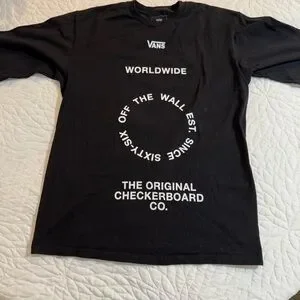 VANS
WORLDWIDE
OFF THE WALL EST. SINCE SIXTY-SIX
THE ORIGINAL
CHECKERBOARD
CO.